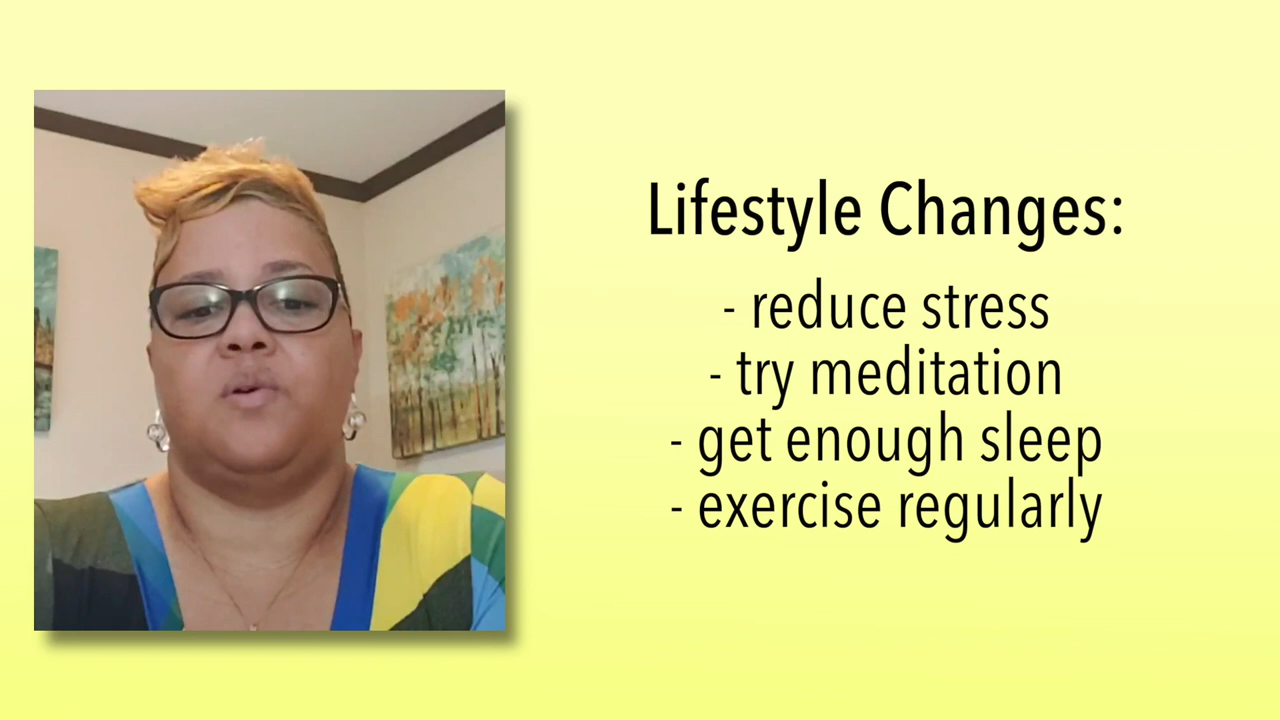 Lifestyle Changes:
- reduce stress
- try meditation
- get enough sleep
- exercise regularly